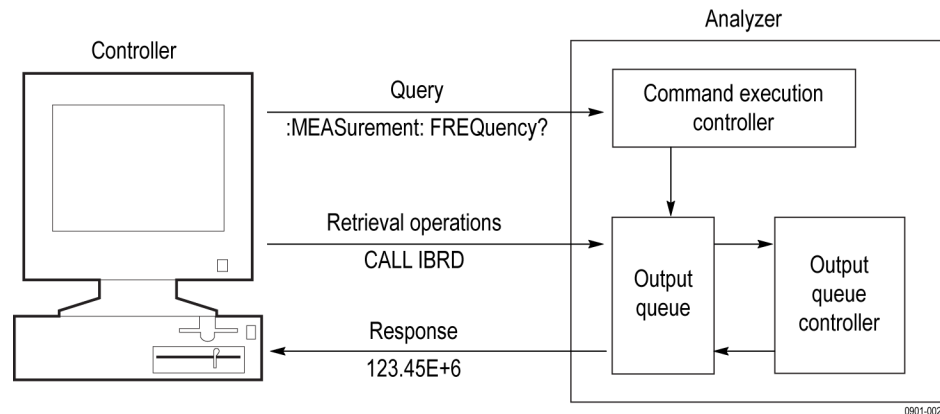 Controller
Analyzer
Query
:MEASurement: FREQuency?
Command execution
controller
Retrieval operations
CALL IBRD
Output
queue
Output
queue
controller
Response
123.45E+6
0901-002